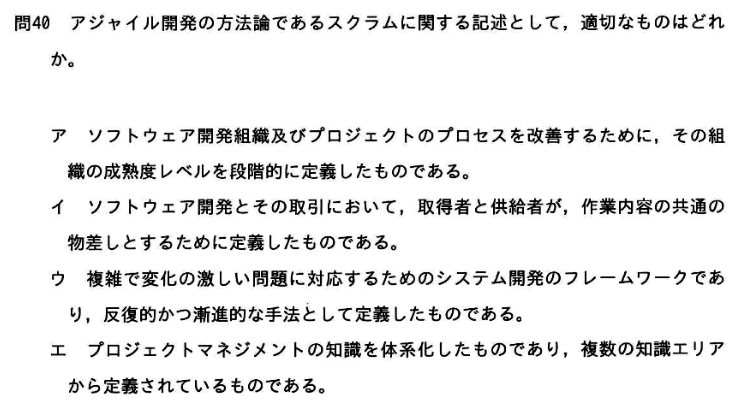 問40 アジャイル開発の方法論であるスクラムに関する記述として，適切なものはどれ
か。
ア ソフトウェア開発組織及びプロジェクトのプロセスを改善するために，その組
織の成熟度レベルを段階的に定義したものである。
イ ソフトウェア開発とその取引において，取得者と供給者が，作業内容の共通の
物差しとするために定義したものである。
ウ 複雑で変化の激しい問題に対応するためのシステム開発のフレームワークであ
り，反復的かつ漸進的な手法として定義したものである。
エ プロジェクトマネジメントの知識を体系化したものであり，複数の知識エリア
から定義されているものである。